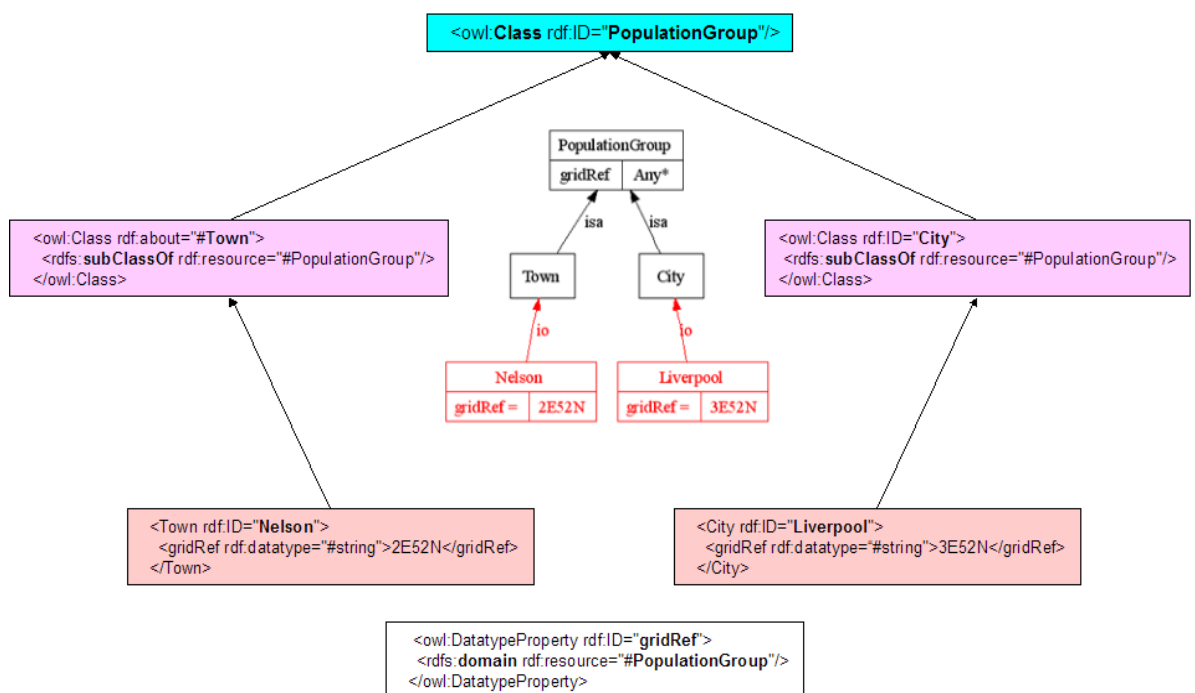 <owl:Class rdf:ID="PopulationGroup"/>
PopulationGroup
gridRef Any*
isa isa
<owl:Class rdf:about="#Town">
<rdfs:subClassOf rdf:resource="#PopulationGroup"/>
</owl:Class>
<owl:Class rdf:ID="City">
<rdfs:subClassOf rdf:resource="#PopulationGroup"/>
</owl:Class>
Town City
io io
Nelson
gridRef = 2E52N
Liverpool
gridRef = 3E52N
<Town rdf:ID="Nelson">
<gridRef rdf:datatype="#string">2E52N</gridRef>
</Town>
<City rdf:ID="Liverpool">
<gridRef rdf:datatype="#string">3E52N</gridRef>
</City>
<owl:DatatypeProperty rdf:ID="gridRef">
<rdfs:domain rdf:resource="#PopulationGroup"/>
</owl:DatatypeProperty>